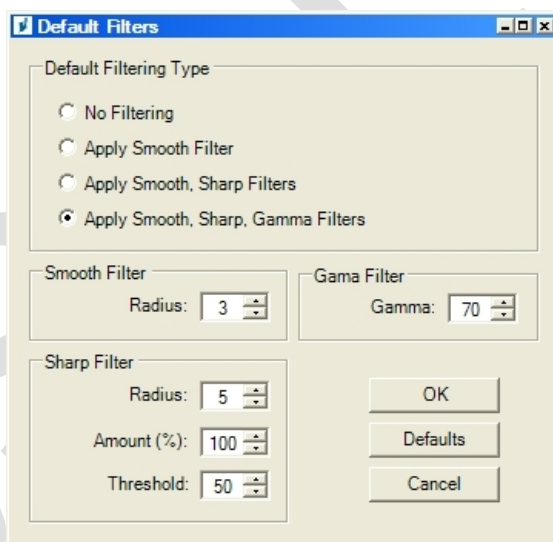 Default Filters
Default Filtering Type
No Filtering
Apply Smooth Filter
Apply Smooth, Sharp Filters
Apply Smooth, Sharp, Gamma Filters
Smooth Filter
Radius: 3
Gama Filter
Gamma: 70
Sharp Filter
Radius: 5
Amount (%): 100
Threshold: 50
OK
Defaults
Cancel